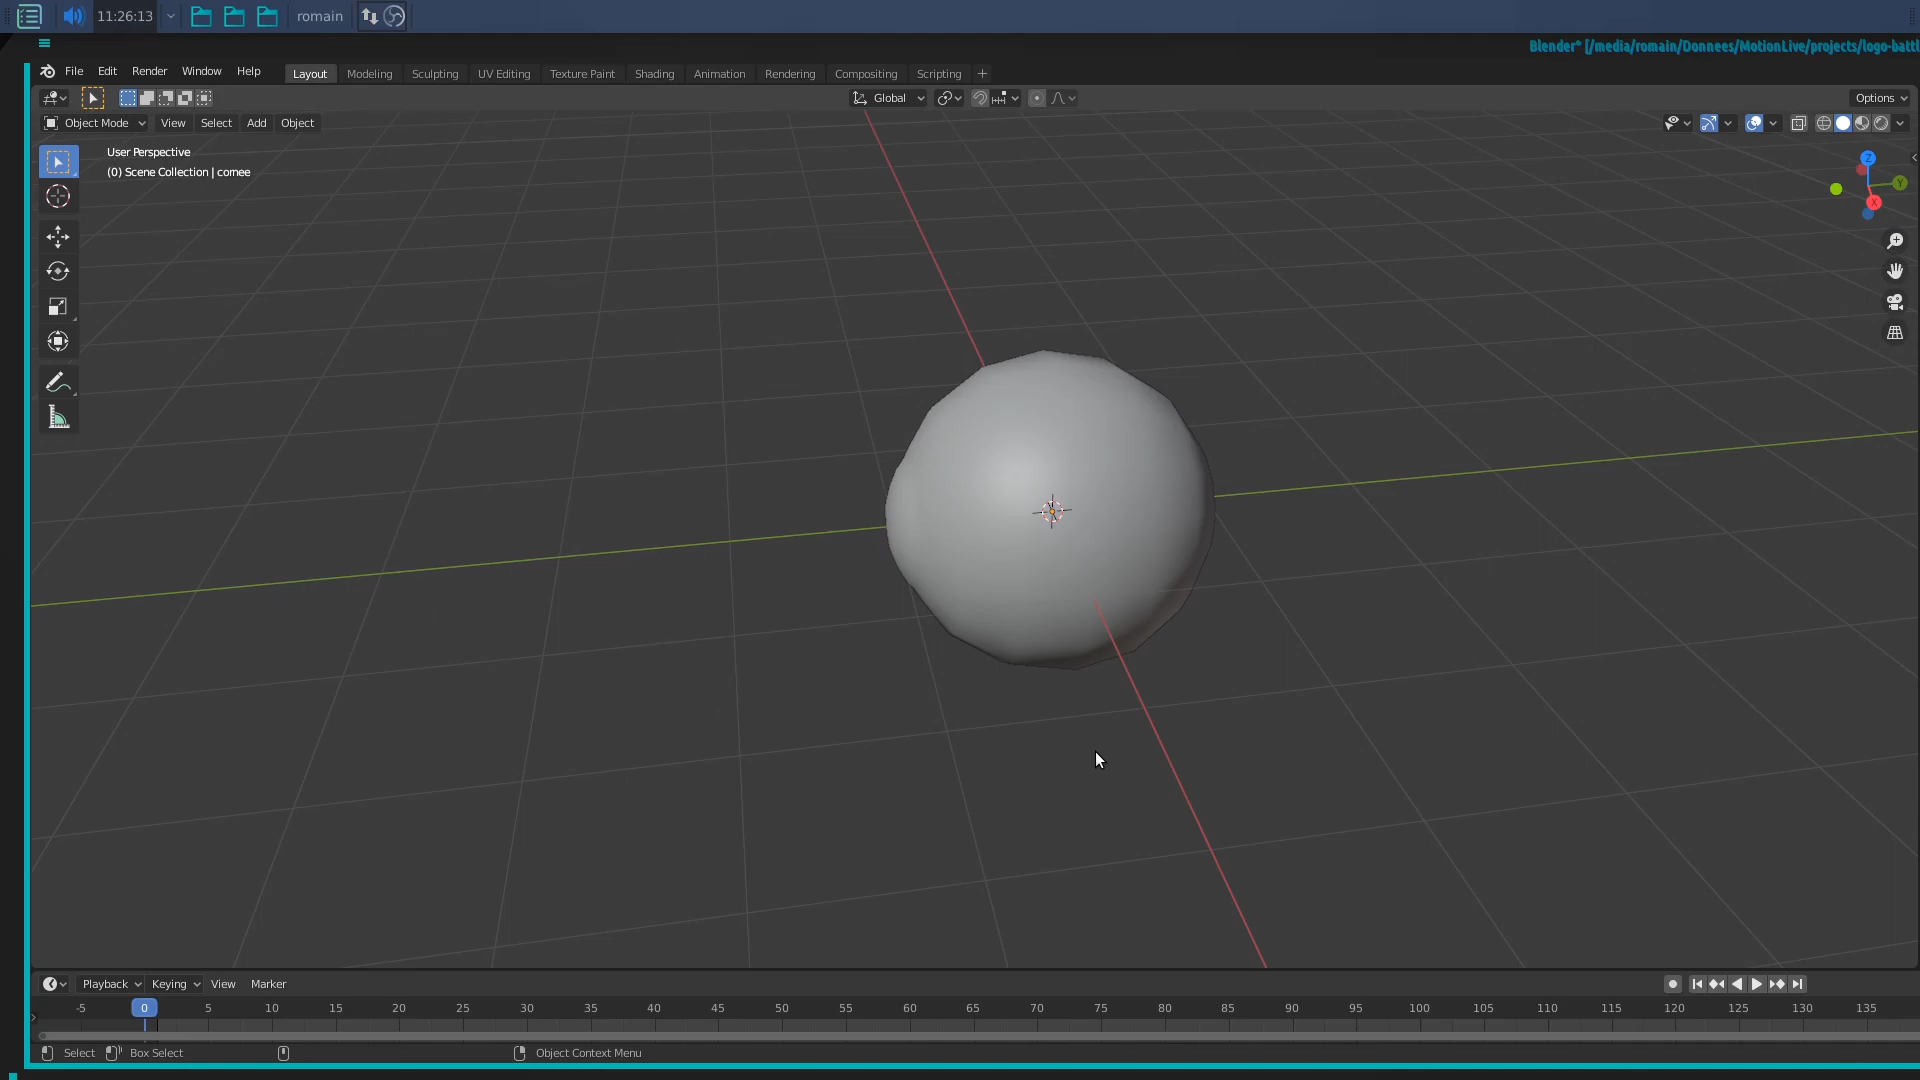 11:26:13 romain
Blender* [/media/romain/Donnees/MotionLive/projects/logo-battl
File Edit Render Window Help Layout Modeling Sculpting UV Editing Texture Paint Shading Animation Rendering Compositing Scripting +
Global Options
Object Mode View Select Add Object
User Perspective
(0) Scene Collection | cornee
Z
Y
X
Playback Keying View Marker
-5 0 5 10 15 20 25 30 35 40 45 50 55 60 65 70 75 80 85 90 95 100 105 110 115 120 125 130 135
Select Box Select Object Context Menu